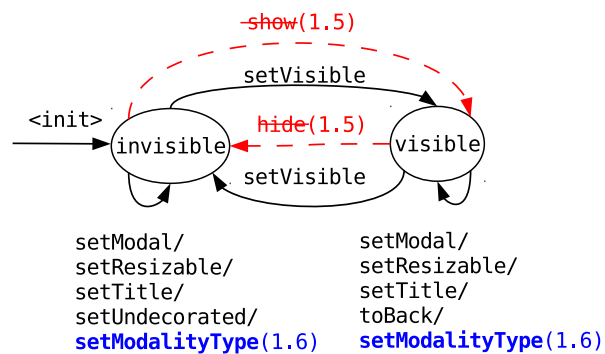 show(1.5)
setVisible
<init>
hide(1.5)
invisible
visible
setVisible
setModal/
setResizable/
setTitle/
setUndecorated/
setModalityType(1.6)
setModal/
setResizable/
setTitle/
toBack/
setModalityType(1.6)